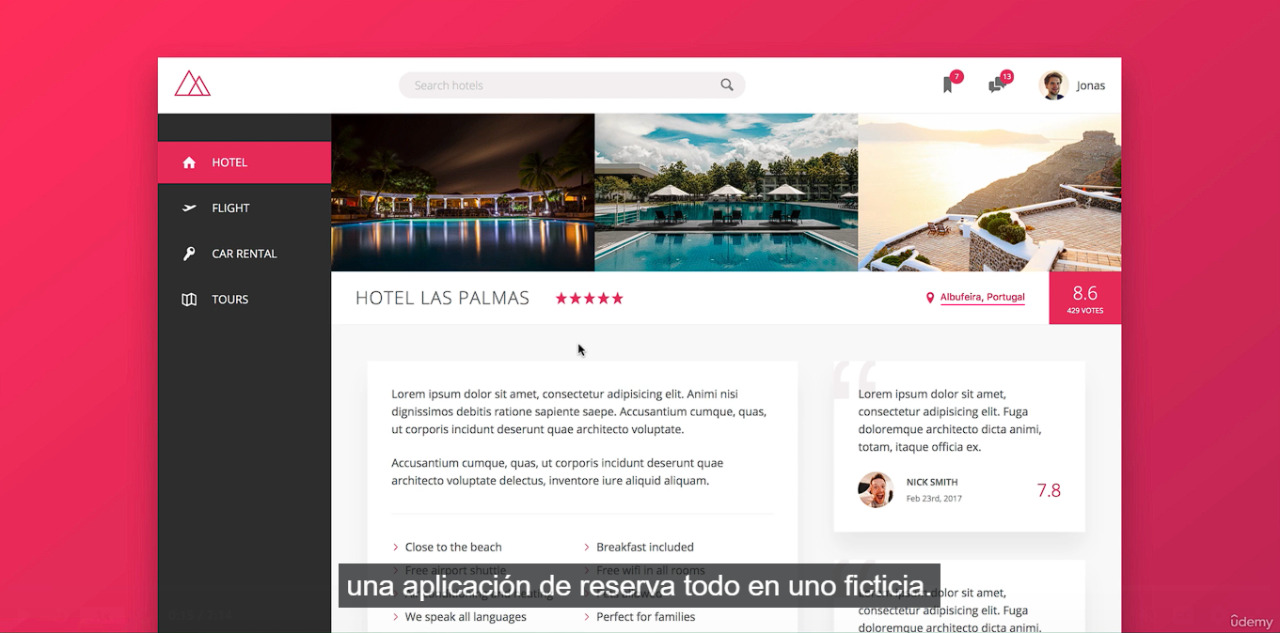 Search hotels
7
13
Jonas
HOTEL
FLIGHT
CAR RENTAL
TOURS
HOTEL LAS PALMAS
Albufeira, Portugal
8.6
429 VOTES
Lorem ipsum dolor sit amet, consectetur adipisicing elit. Animi nisi
dignissimos debitis ratione sapiente saepe. Accusantium cumque, quas,
ut corporis incidunt deserunt quae architecto voluptate.
Accusantium cumque, quas, ut corporis incidunt deserunt quae
architecto voluptate delectus, inventore iure aliquid aliquam.
Close to the beach
Breakfast included
Free airport shuttle
Free wifi in all rooms
We speak all languages
Perfect for families
Lorem ipsum dolor sit amet,
consectetur adipisicing elit. Fuga
doloremque architecto dicta animi,
totam, itaque officia ex.
NICK SMITH
Feb 23rd, 2017
7.8
dolor sit amet,
consectetur adipisicing elit. Fuga
doloremque architecto dicta animi,
una aplicación de reserva todo en uno ficticia.
ûdemy